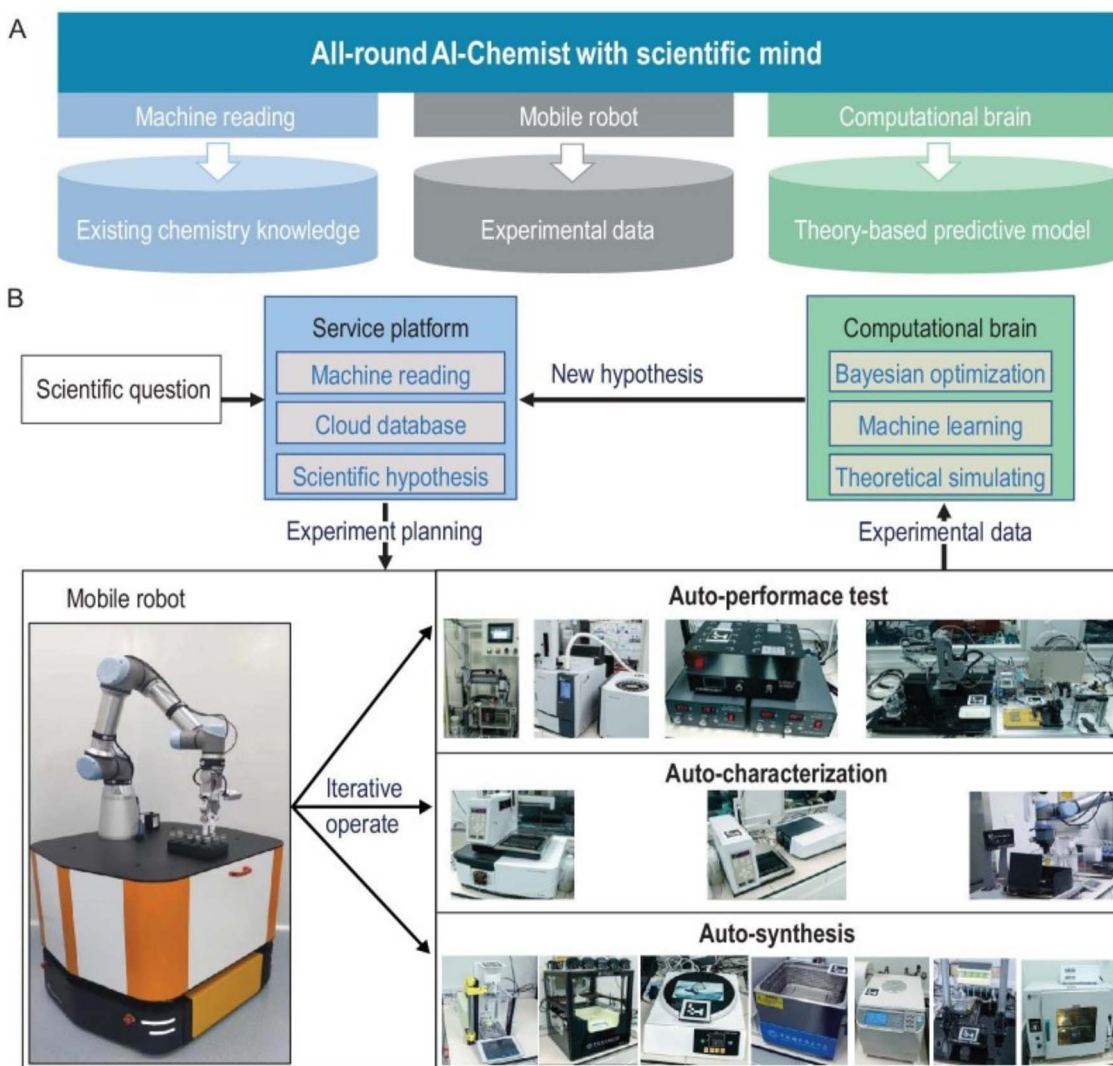 A
All-round AI-Chemist with scientific mind
Machine reading
Mobile robot
Computational brain
Existing chemistry knowledge
Experimental data
Theory-based predictive model
B
Service platform
Computational brain
Scientific question
Machine reading
New hypothesis
Bayesian optimization
Cloud database
Machine learning
Scientific hypothesis
Theoretical simulating
Experiment planning
Experimental data
Mobile robot
Auto-performace test
Iterative
operate
Auto-characterization
Auto-synthesis